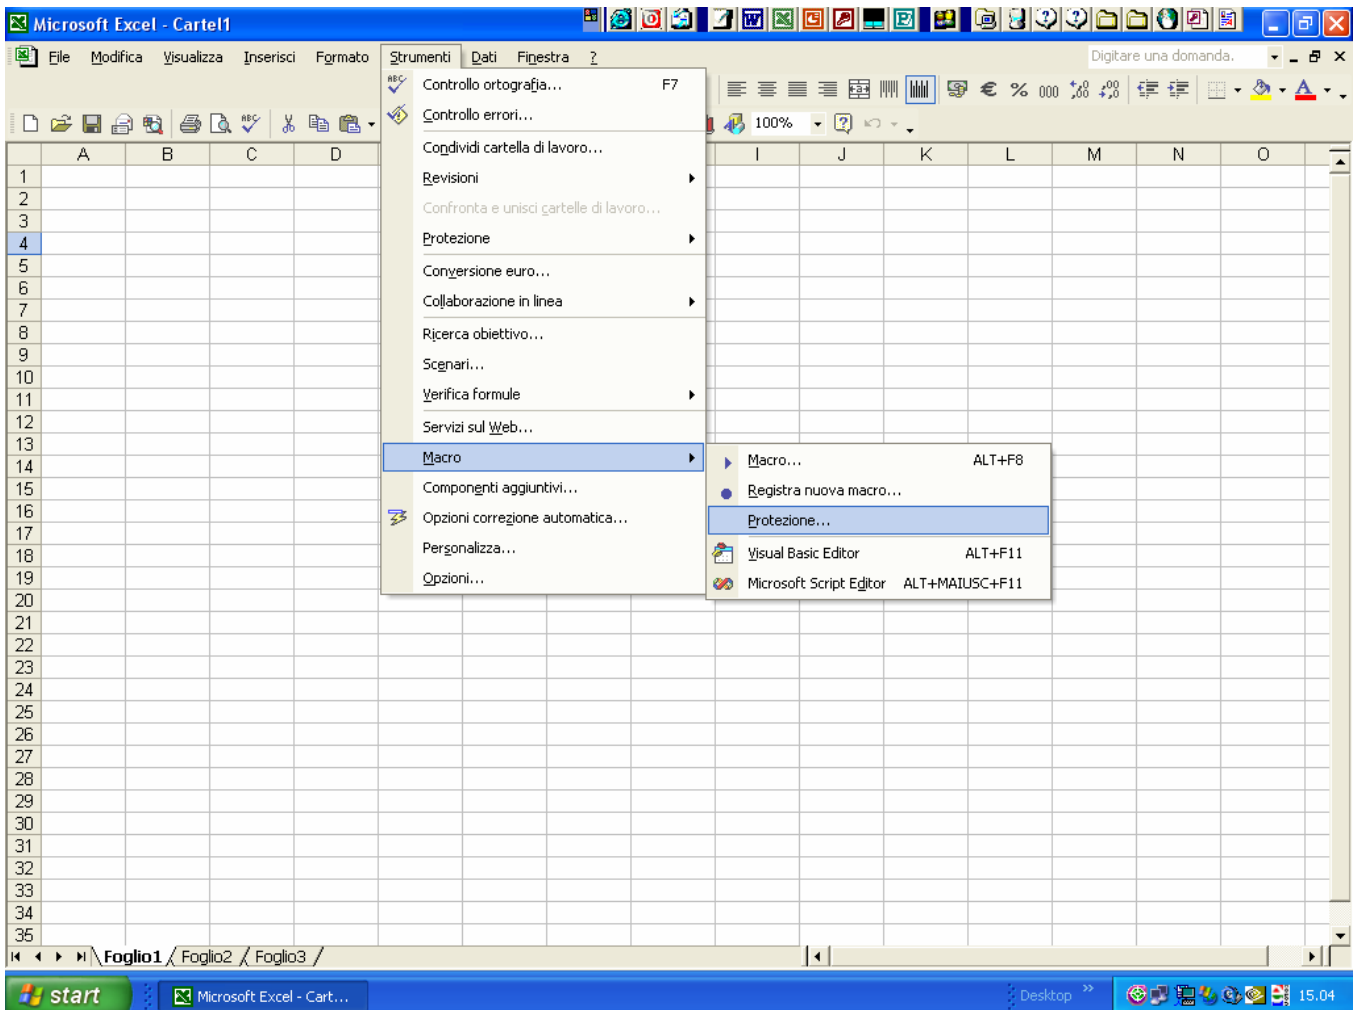 Microsoft Excel - Cartel1
File Modifica Visualizza Inserisci Formato Strumenti Dati Finestra ? Digitare una domanda.
100%
Controllo ortografia... F7
Controllo errori...
Condividi cartella di lavoro...
Revisioni
Confronta e unisci cartelle di lavoro...
Protezione
Conversione euro...
Collaborazione in linea
Ricerca obiettivo...
Scenari...
Verifica formule
Servizi sul Web...
Macro
Componenti aggiuntivi...
Opzioni correzione automatica...
Personalizza...
Opzioni...
Macro... ALT+F8
Registra nuova macro...
Protezione...
Visual Basic Editor ALT+F11
Microsoft Script Editor ALT+MAIUSC+F11
A B C D I J K L M N O
1
2
3
4
5
6
7
8
9
10
11
12
13
14
15
16
17
18
19
20
21
22
23
24
25
26
27
28
29
30
31
32
33
34
35
Foglio1 Foglio2 Foglio3
start Microsoft Excel - Cart... Desktop » 15.04